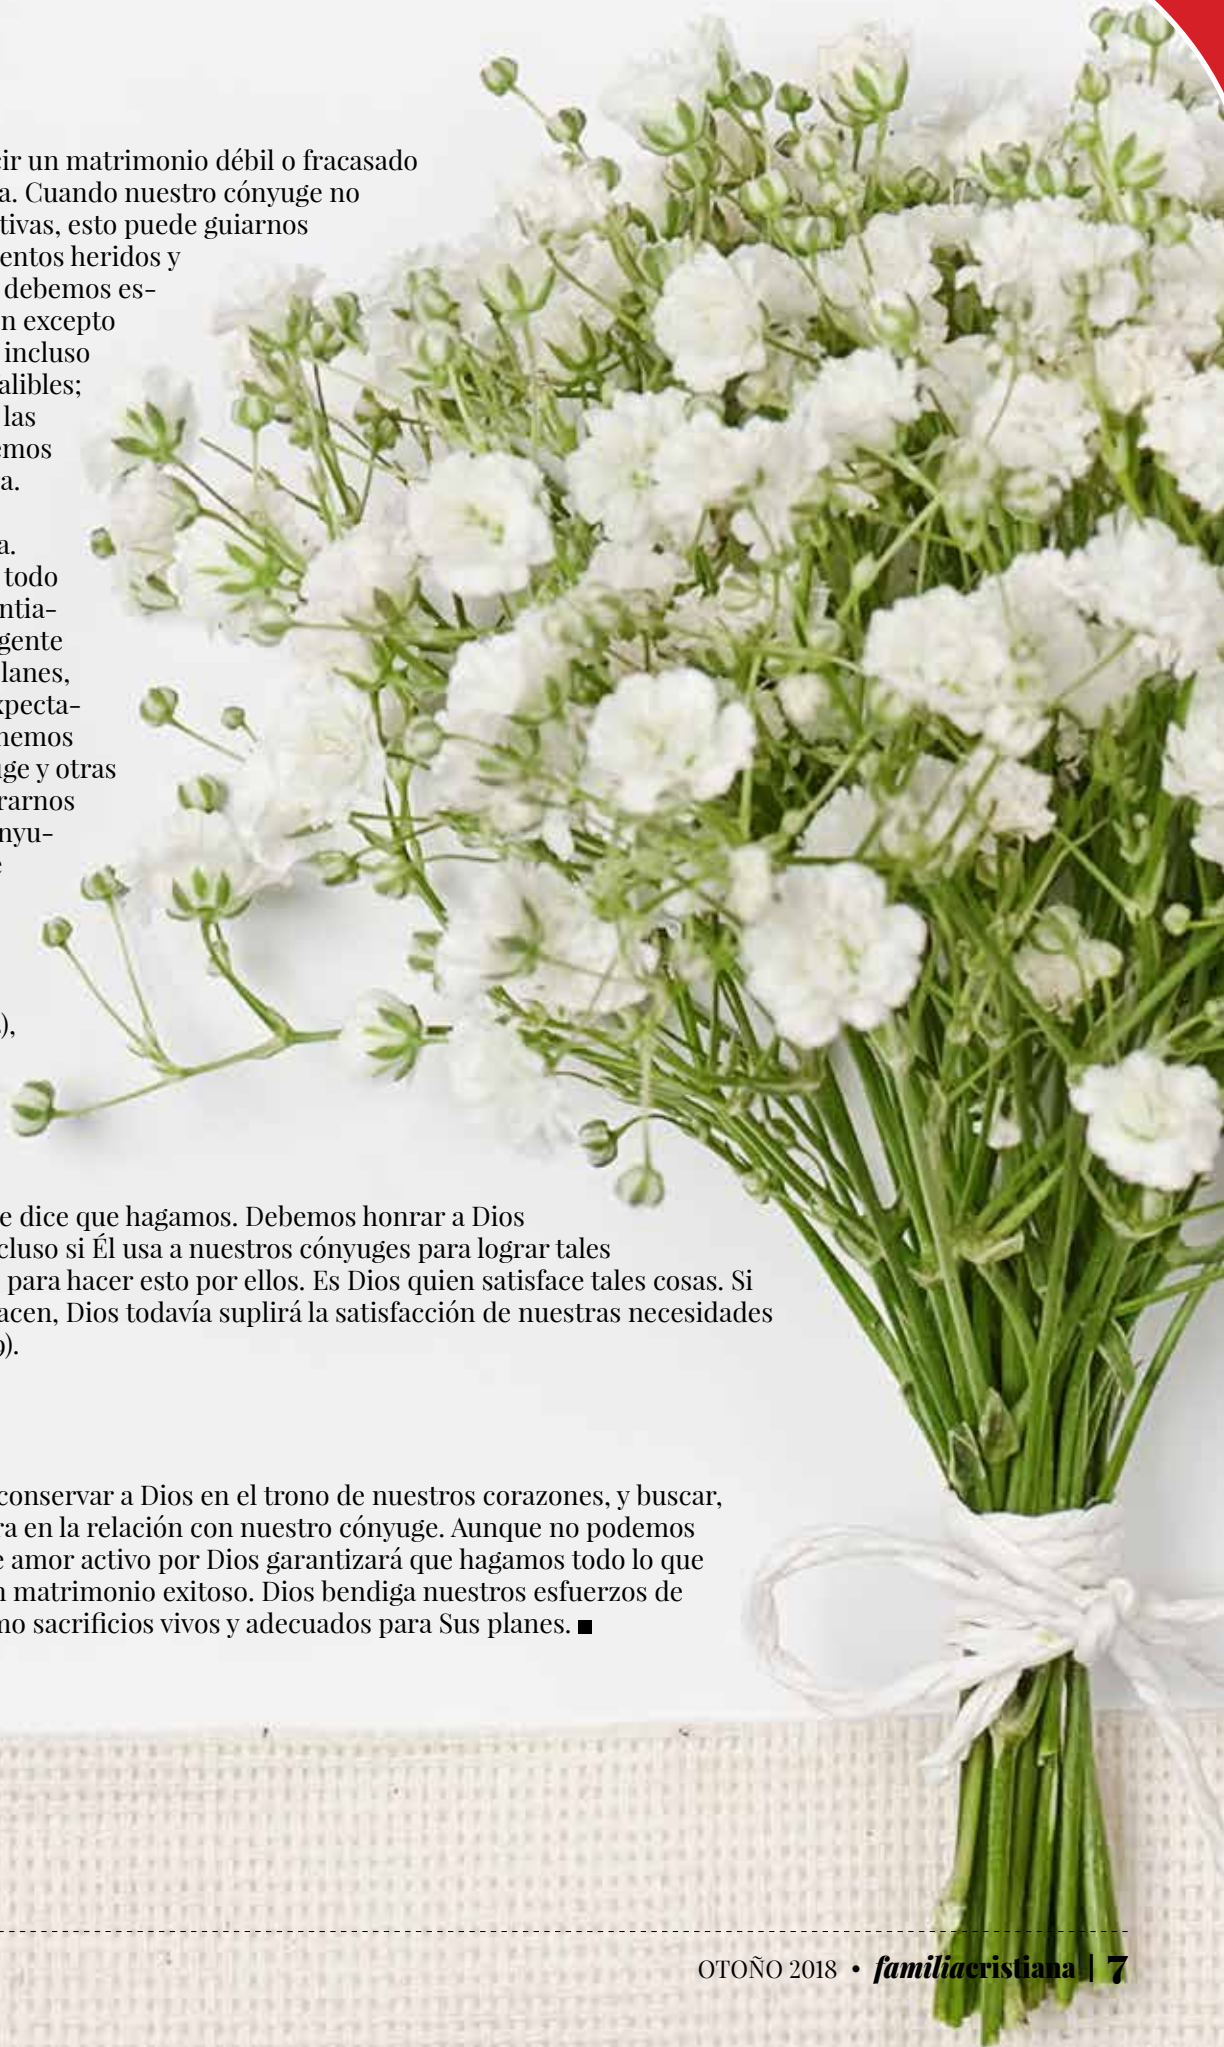 cir un matrimonio débil o fracasado
a. Cuando nuestro cónyuge no
tivas, esto puede guiarnos
entos heridos y
debemos es-
n excepto
incluso
alibles;
las
emos
a.
a.
todo
ntia-
gente
lanes,
xpecta-
nemos
ge y otras
rarnos
nyu-
e
),
e dice que hagamos. Debemos honrar a Dios
cluso si Él usa a nuestros cónyuges para lograr tales
para hacer esto por ellos. Es Dios quien satisface tales cosas. Si
acen, Dios todavía suplirá la satisfacción de nuestras necesidades
9).
conservar a Dios en el trono de nuestros corazones, y buscar,
ra en la relación con nuestro cónyuge. Aunque no podemos
e amor activo por Dios garantizará que hagamos todo lo que
n matrimonio exitoso. Dios bendiga nuestros esfuerzos de
mo sacrificios vivos y adecuados para Sus planes. ■
OTOÑO 2018 • familiacristiana | 7